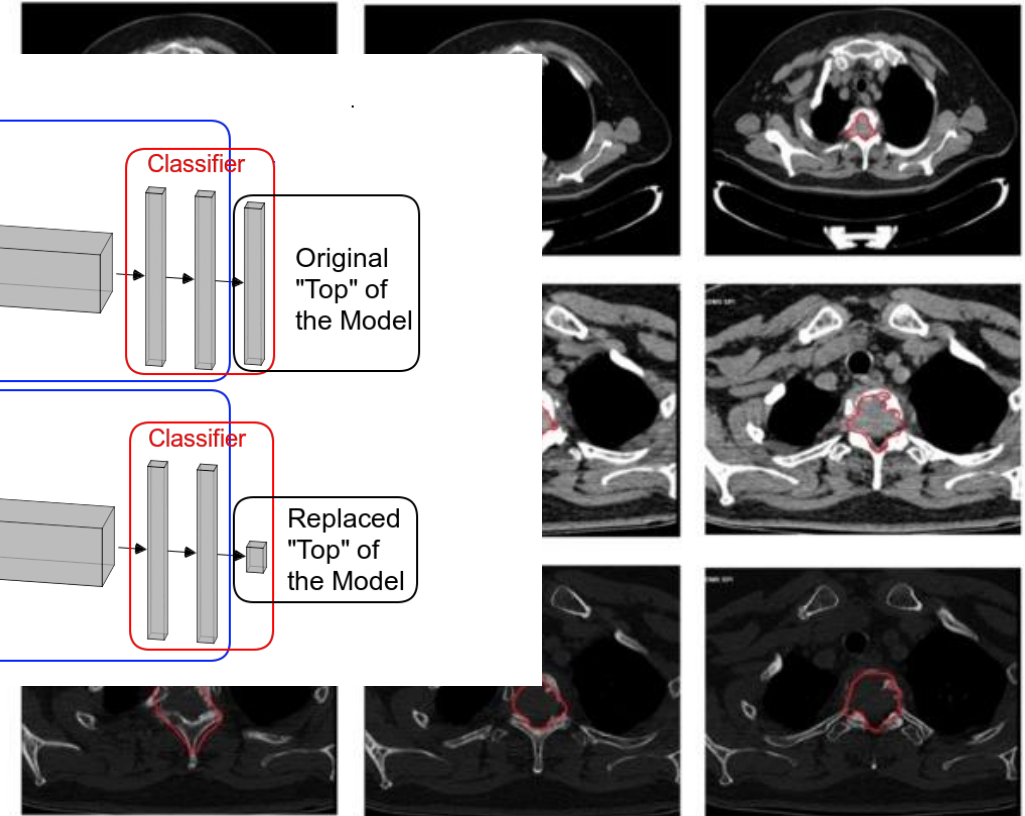 Classifier
Original
"Top" of
the Model
Classifier
Replaced
"Top" of
the Model